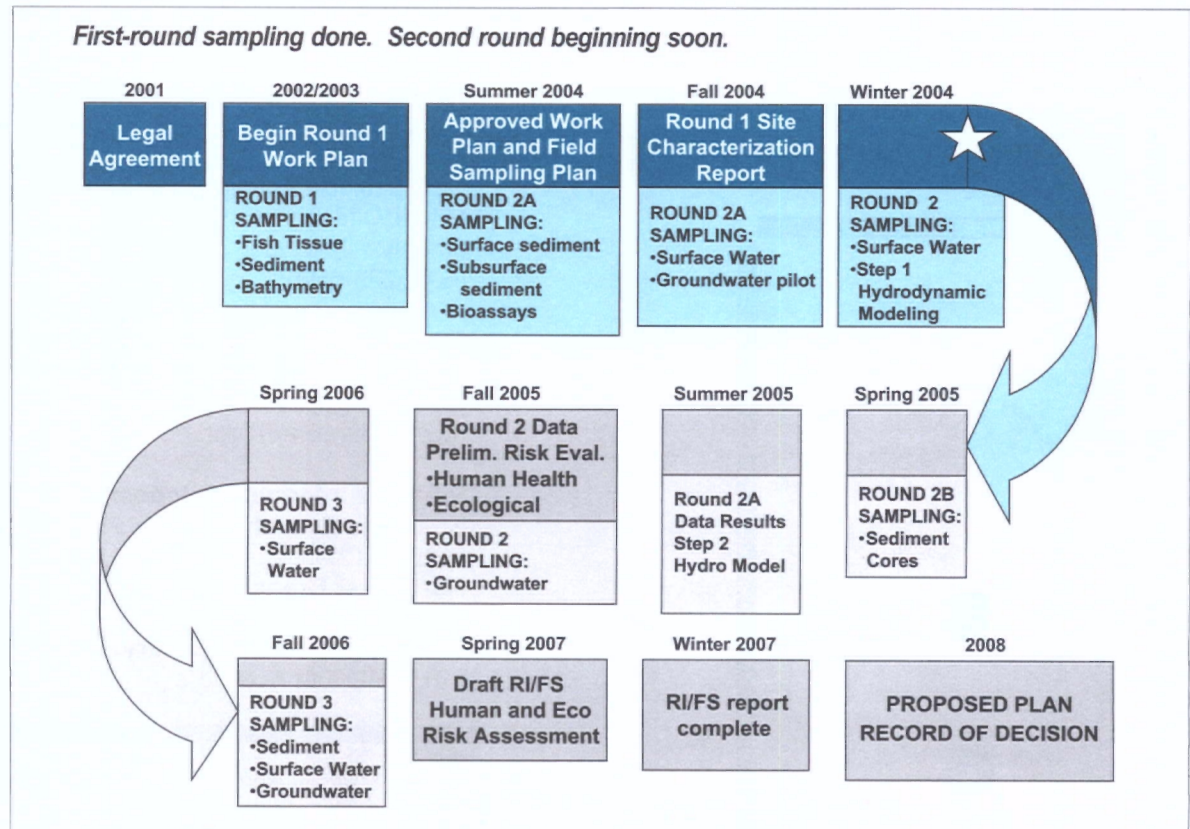 First-round sampling done. Second round beginning soon.
2001
Legal
Agreement
2002/2003
Begin Round 1
Work Plan
ROUND 1
SAMPLING:
•Fish Tissue
•Sediment
•Bathymetry
Summer 2004
Approved Work
Plan and Field
Sampling Plan
ROUND 2A
SAMPLING:
•Surface sediment
•Subsurface
sediment
•Bioassays
Fall 2004
Round 1 Site
Characterization
Report
ROUND 2A
SAMPLING:
•Surface Water
•Groundwater pilot
Winter 2004
ROUND 2
SAMPLING:
•Surface Water
•Step 1
Hydrodynamic
Modeling
Spring 2005
ROUND 2B
SAMPLING:
•Sediment
Cores
Summer 2005
Round 2A
Data Results
Step 2
Hydro Model
Fall 2005
Round 2 Data
Prelim. Risk Eval.
•Human Health
•Ecological
ROUND 2
SAMPLING:
•Groundwater
Spring 2006
ROUND 3
SAMPLING:
•Surface
Water
Fall 2006
ROUND 3
SAMPLING:
•Sediment
•Surface Water
•Groundwater
Spring 2007
Draft RI/FS
Human and Eco
Risk Assessment
Winter 2007
RI/FS report
complete
2008
PROPOSED PLAN
RECORD OF DECISION